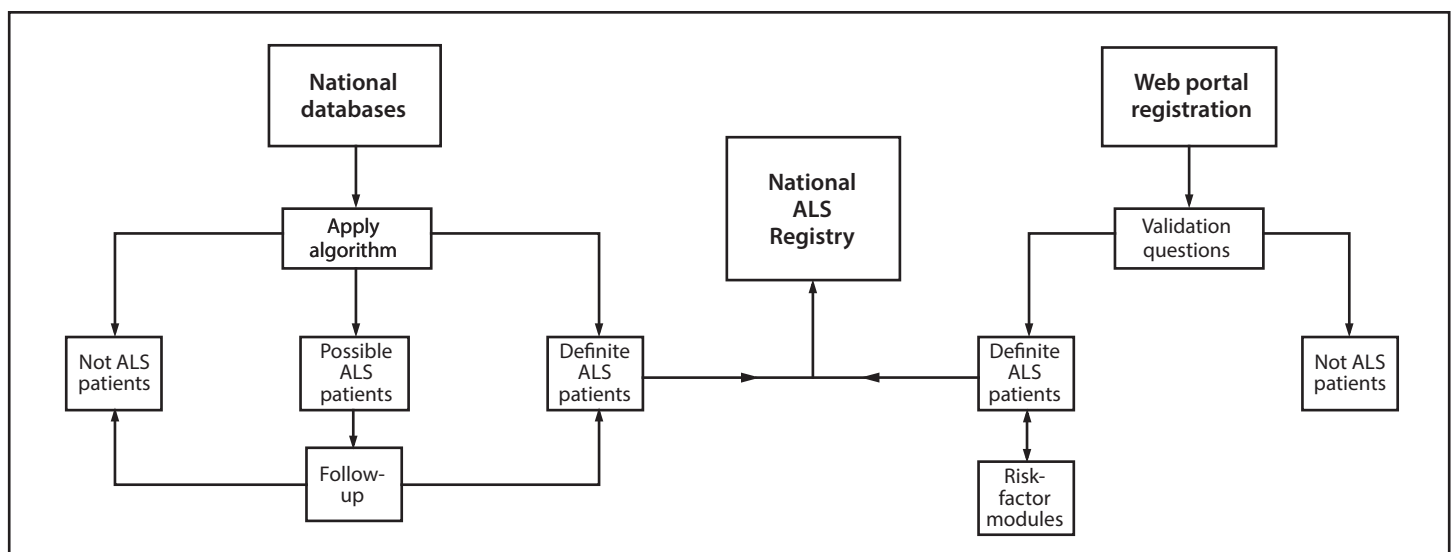 National
databases
Web portal
registration
National
ALS
Registry
Apply
algorithm
Validation
questions
Not ALS
patients
Possible
ALS
patients
Definite
ALS
patients
Definite
ALS
patients
Not ALS
patients
Follow-
up
Risk-
factor
modules